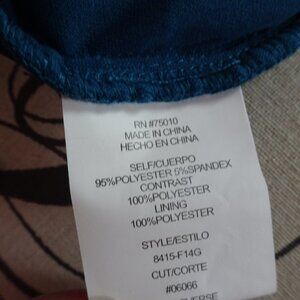 RN #75010
MADE IN CHINA
HECHO EN CHINA
SELF/CUERPO
95%POLYESTER 5%SPANDEX
CONTRAST
100%POLYESTER
LINING
100%POLYESTER
STYLE/ESTILO
8415-F14G
CUT/CORTE
#06066